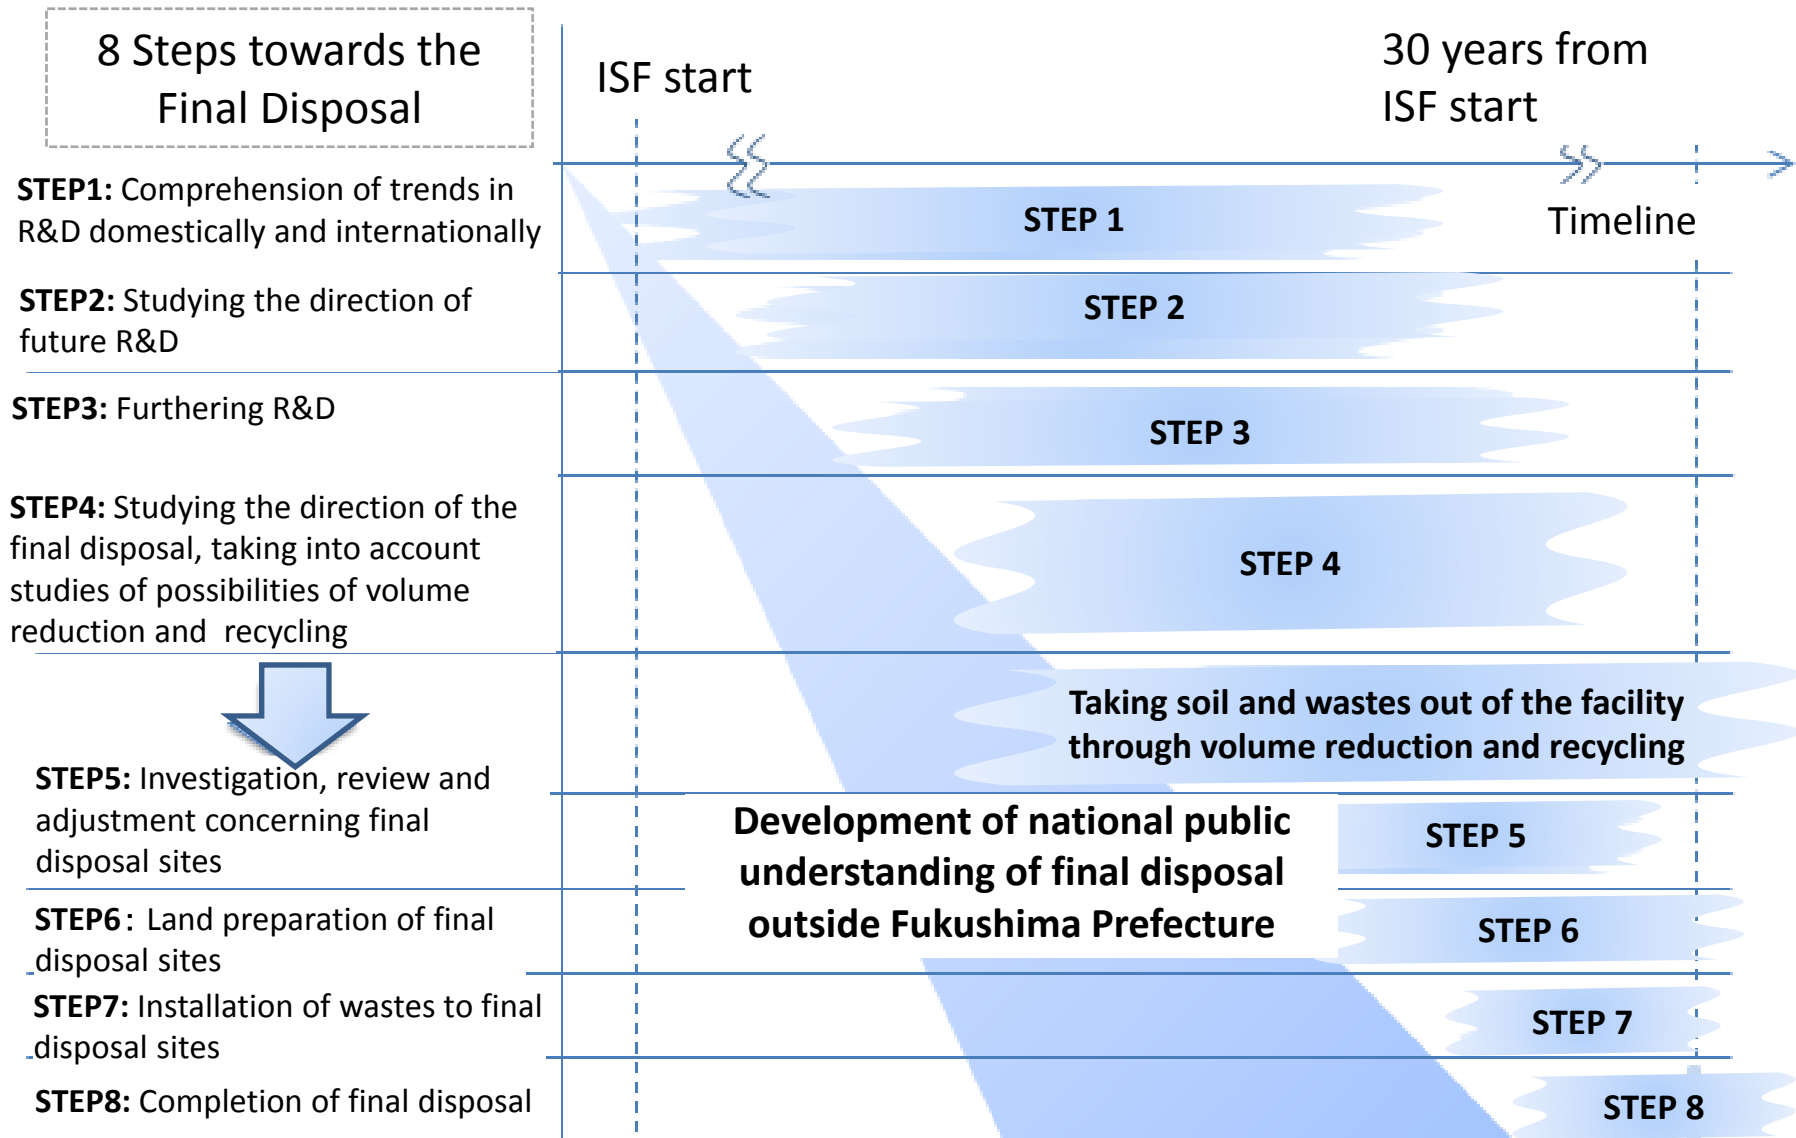 8 Steps towards the
Final Disposal
ISF start
30 years from
ISF start
Timeline
STEP1: Comprehension of trends in
R&D domestically and internationally
STEP 1
STEP2: Studying the direction of
future R&D
STEP 2
STEP3: Furthering R&D
STEP 3
STEP4: Studying the direction of the
final disposal, taking into account
studies of possibilities of volume
reduction and recycling
STEP 4
Taking soil and wastes out of the facility
through volume reduction and recycling
STEP5: Investigation, review and
adjustment concerning final
disposal sites
Development of national public
understanding of final disposal
outside Fukushima Prefecture
STEP 5
STEP6：Land preparation of final
disposal sites
STEP 6
STEP7: Installation of wastes to final
disposal sites
STEP 7
STEP8: Completion of final disposal
STEP 8